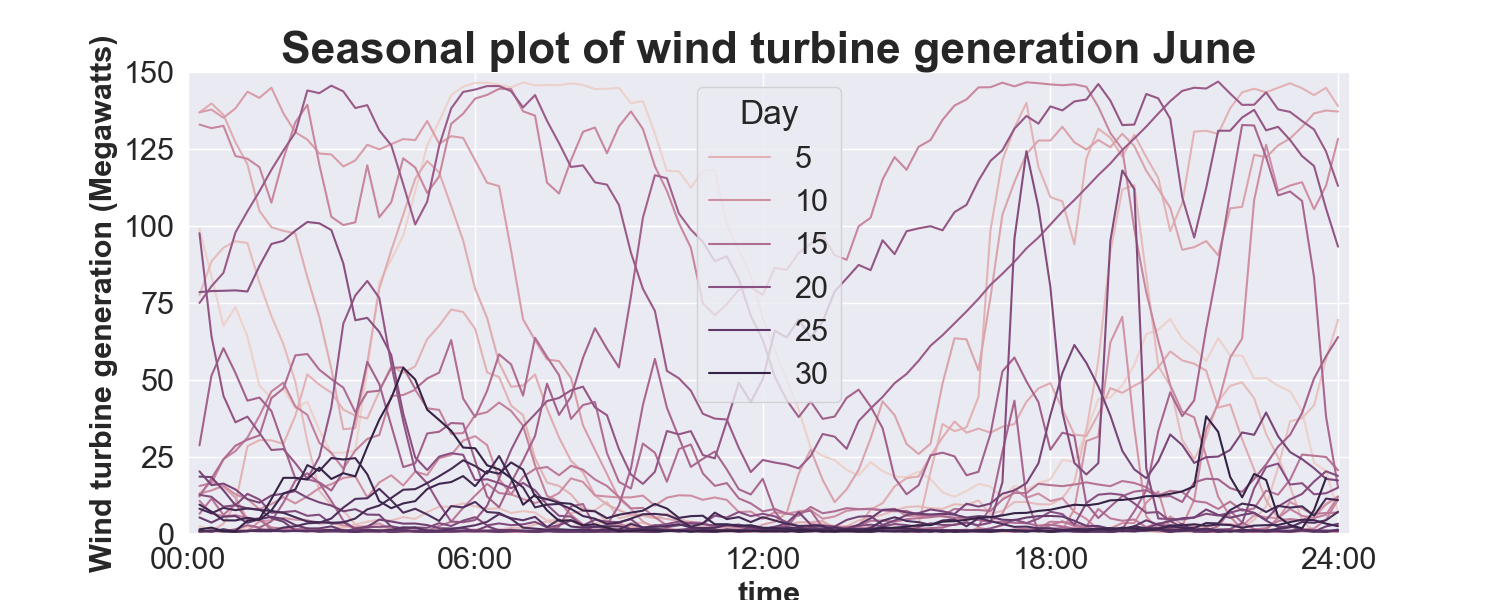 Seasonal plot of wind turbine generation June
Wind turbine generation (Megawatts)
150
125
100
75
50
25
0
Day
5
10
15
20
25
30
00:00 06:00 12:00 18:00 24:00
time